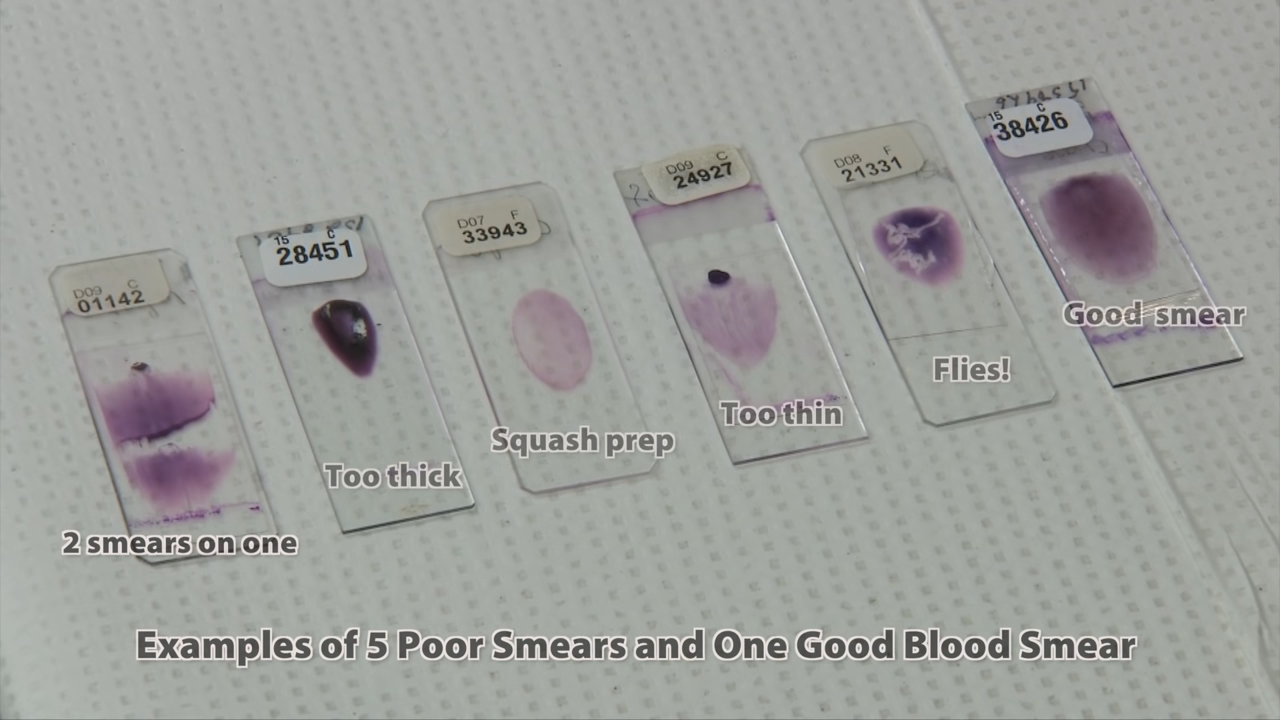 D09 C
01142
2 smears on one
15 C
28451
Too thick
D07 F
33943
Squash prep
D09 C
24927
Too thin
D08 F
21331
Flies!
15 C
38426
Good smear
Examples of 5 Poor Smears and One Good Blood Smear